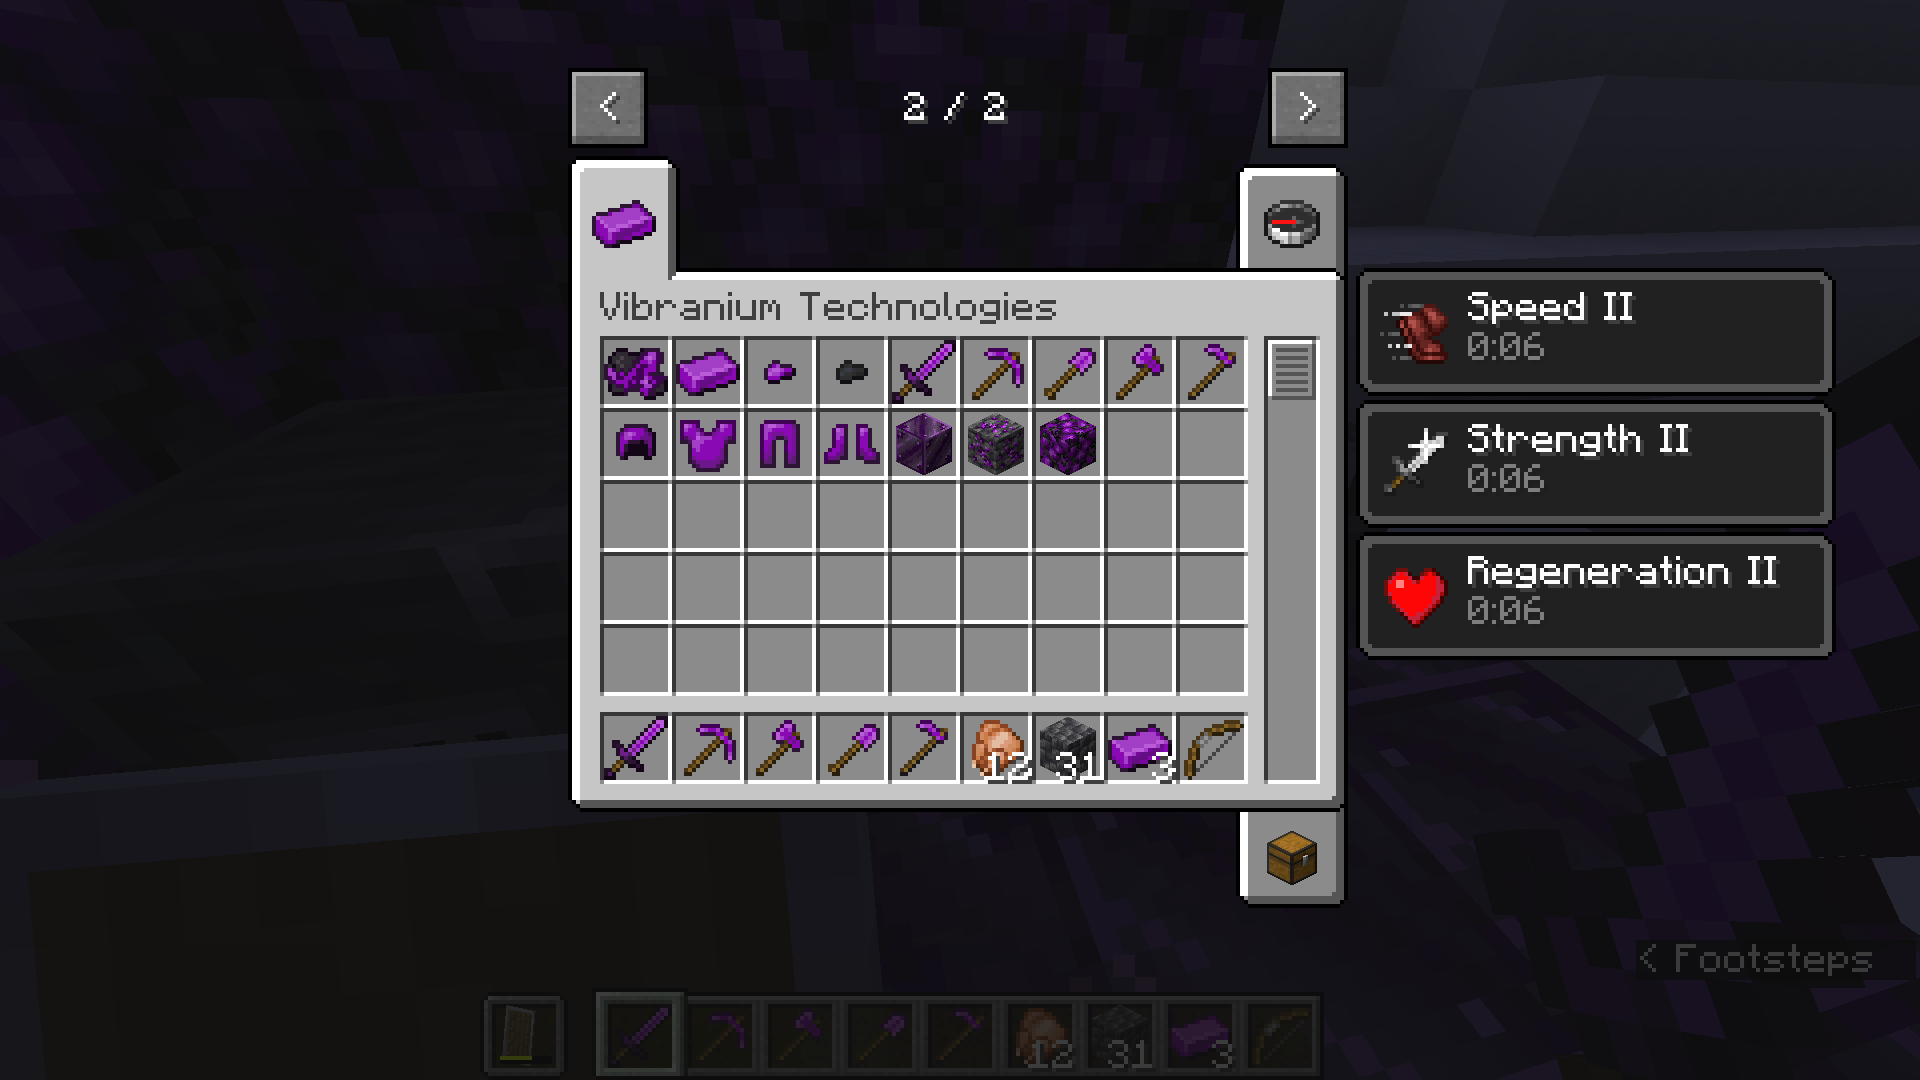 < 2 / 2 >
Vibranium Technologies
Speed II
0:06
Strength II
0:06
Regeneration II
0:06
12 31 3
< Footsteps
12 31 3